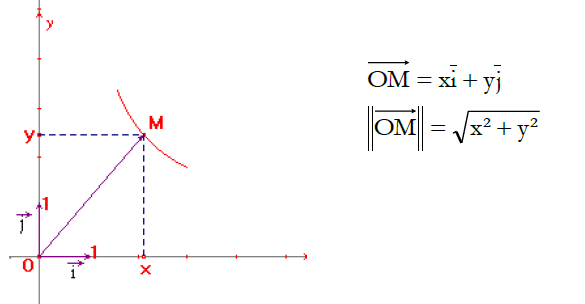 y
M
y
1
j
0
i
1
x
OM = xi + yj
||OM|| = √x² + y²